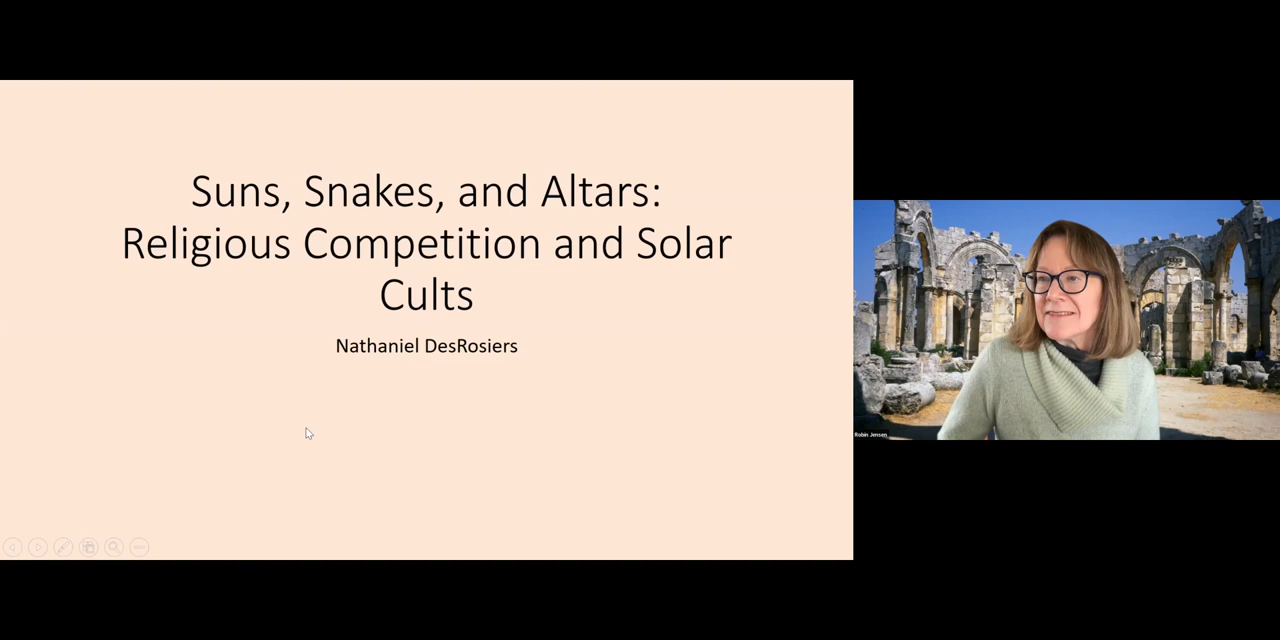 Suns, Snakes, and Altars:
Religious Competition and Solar
Cults
Nathaniel DesRosiers
Robin Jensen